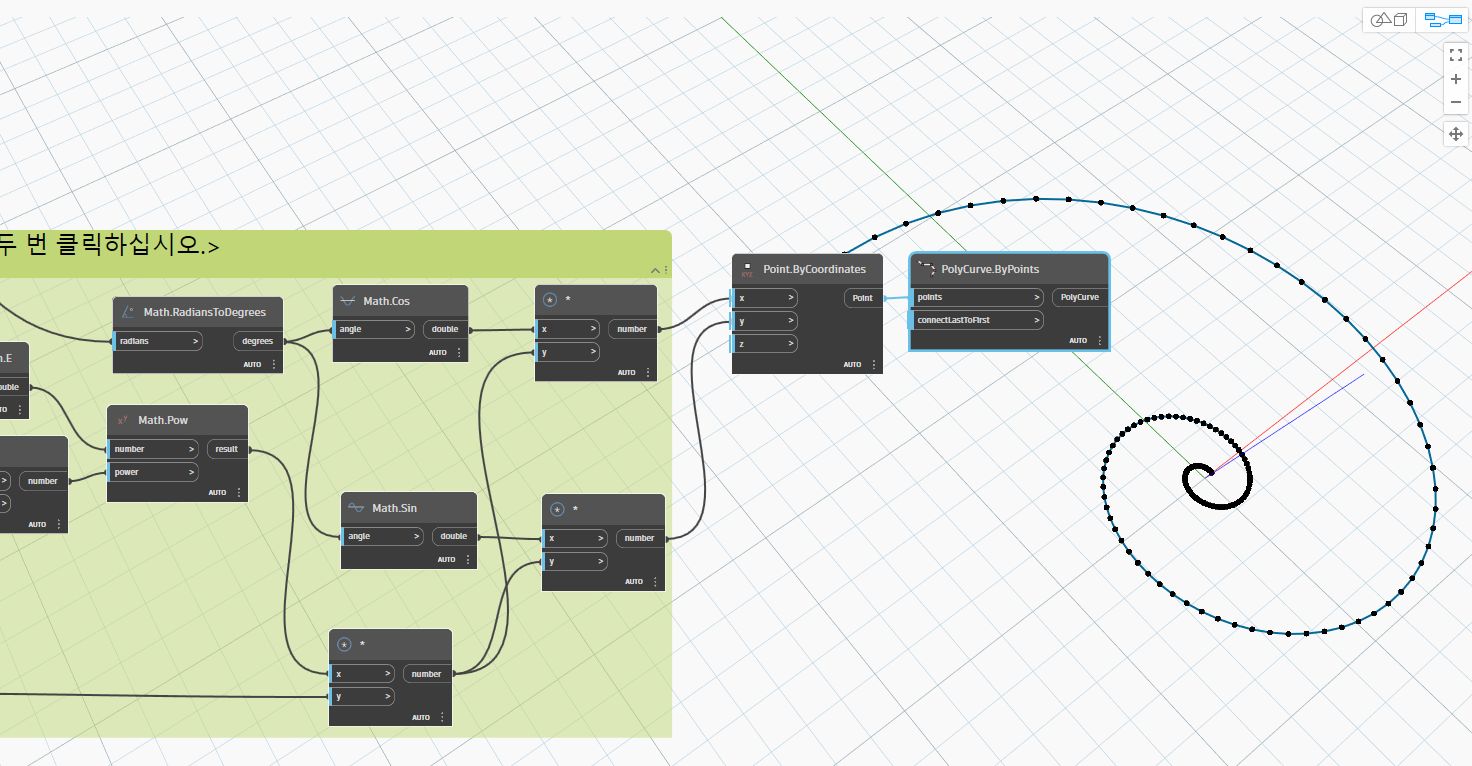 두 번 클릭하십시오.>
Math.RadiansToDegrees
radians >
degrees
AUTO
Math.Cos
angle >
double
AUTO
*
x >
number
y >
AUTO
Point.ByCoordinates
XYZ
x >
Point
y >
z >
AUTO
PolyCurve.ByPoints
points >
PolyCurve
connectLastToFirst >
AUTO
.E
Math.Pow
number >
result
power >
AUTO
>
number
>
AUTO
Math.Sin
angle >
double
AUTO
*
x >
number
y >
AUTO
*
x >
number
y >
AUTO